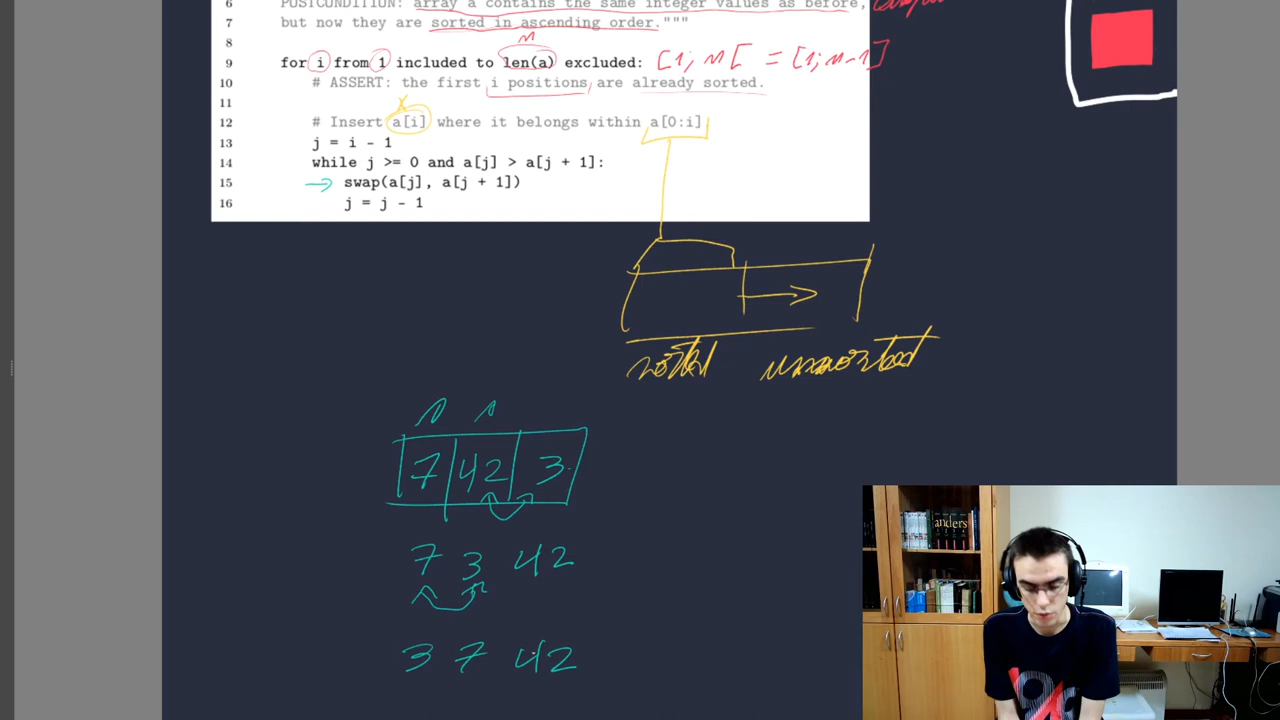 6 POSTCONDITION: array a contains the same integer values as before,
7 but now they are sorted in ascending order."""
8
n
9 for i from 1 included to len(a) excluded: [1; n[ = [1; n-1]
10 # ASSERT: the first i positions are already sorted.
11
x
12 # Insert a[i] where it belongs within a[0:i]
13 j = i - 1
14 while j >= 0 and a[j] > a[j + 1]:
15 swap(a[j], a[j + 1])
16 j = j - 1
sorted unsorted
7 42 3
anders
7 3 42
3 7 42